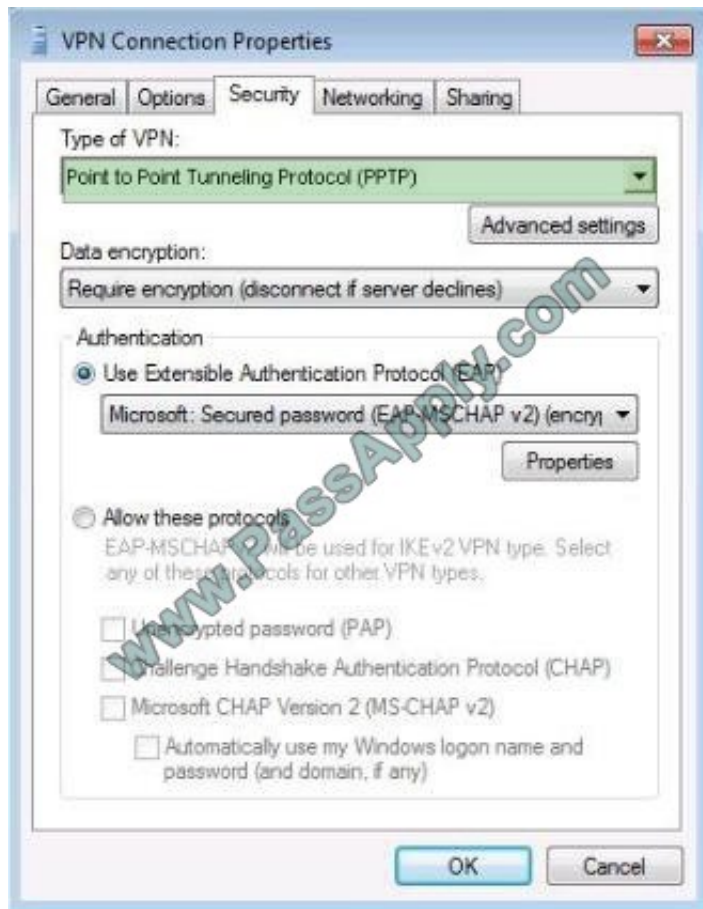 VPN Connection Properties
General Options Security Networking Sharing
Type of VPN:
Point to Point Tunneling Protocol (PPTP)
Advanced settings
Data encryption:
Require encryption (disconnect if server declines)
Authentication
Use Extensible Authentication Protocol (EAP)
Microsoft: Secured password (EAP-MSCHAP v2) (encry
Properties
Allow these protocols
EAP-MSCHAP will be used for IKEv2 VPN type. Select
any of these protocols for other VPN types.
Unencrypted password (PAP)
Challenge Handshake Authentication Protocol (CHAP)
Microsoft CHAP Version 2 (MS-CHAP v2)
Automatically use my Windows logon name and
password (and domain, if any)
OK Cancel
www.PassApply.com